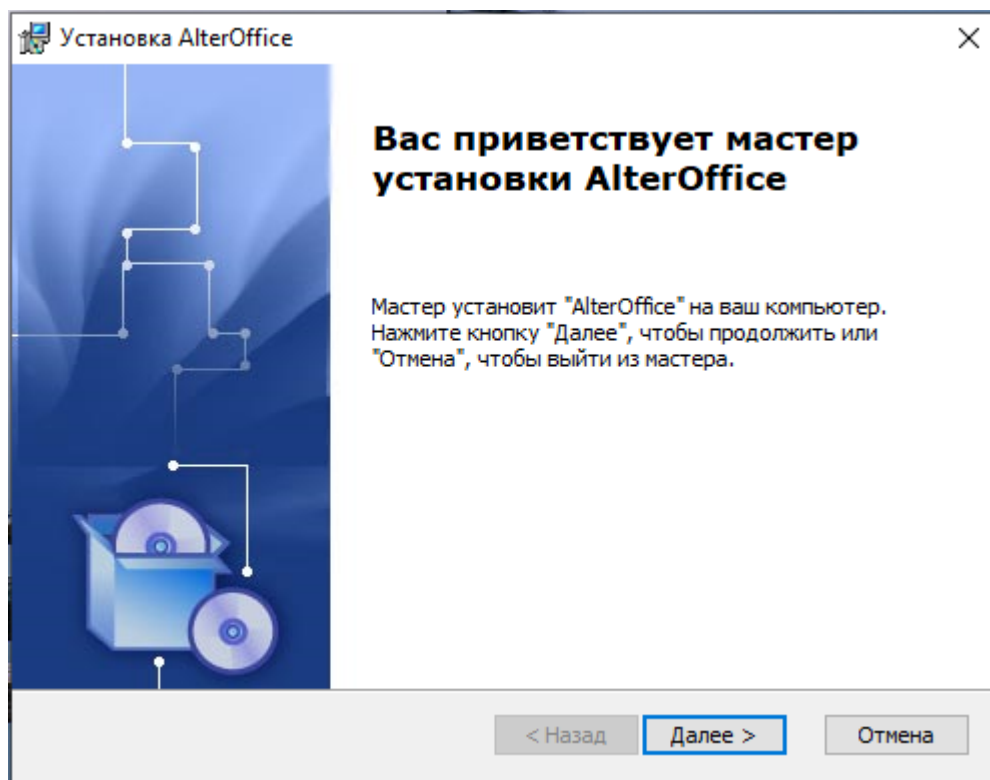 Установка AlterOffice
Вас приветствует мастер
установки AlterOffice
Мастер установит "AlterOffice" на ваш компьютер.
Нажмите кнопку "Далее", чтобы продолжить или
"Отмена", чтобы выйти из мастера.
< Назад Далее > Отмена